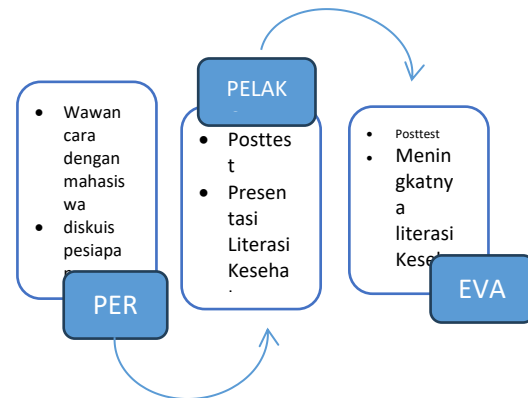 Wawan
cara
dengan
mahasis
wa
diskuis
pesiapa
PER
PELAK
Posttes
t
Presen
tasi
Literasi
Keseha
Posttest
Menin
gkatny
a
literasi
Keseh
EVA